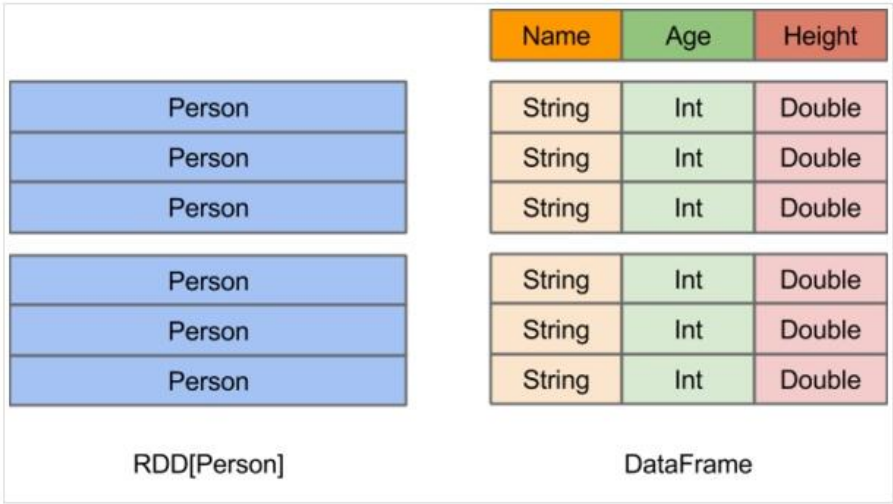 Name Age Height
Person String Int Double
Person String Int Double
Person String Int Double
Person String Int Double
Person String Int Double
Person String Int Double
RDD[Person] DataFrame